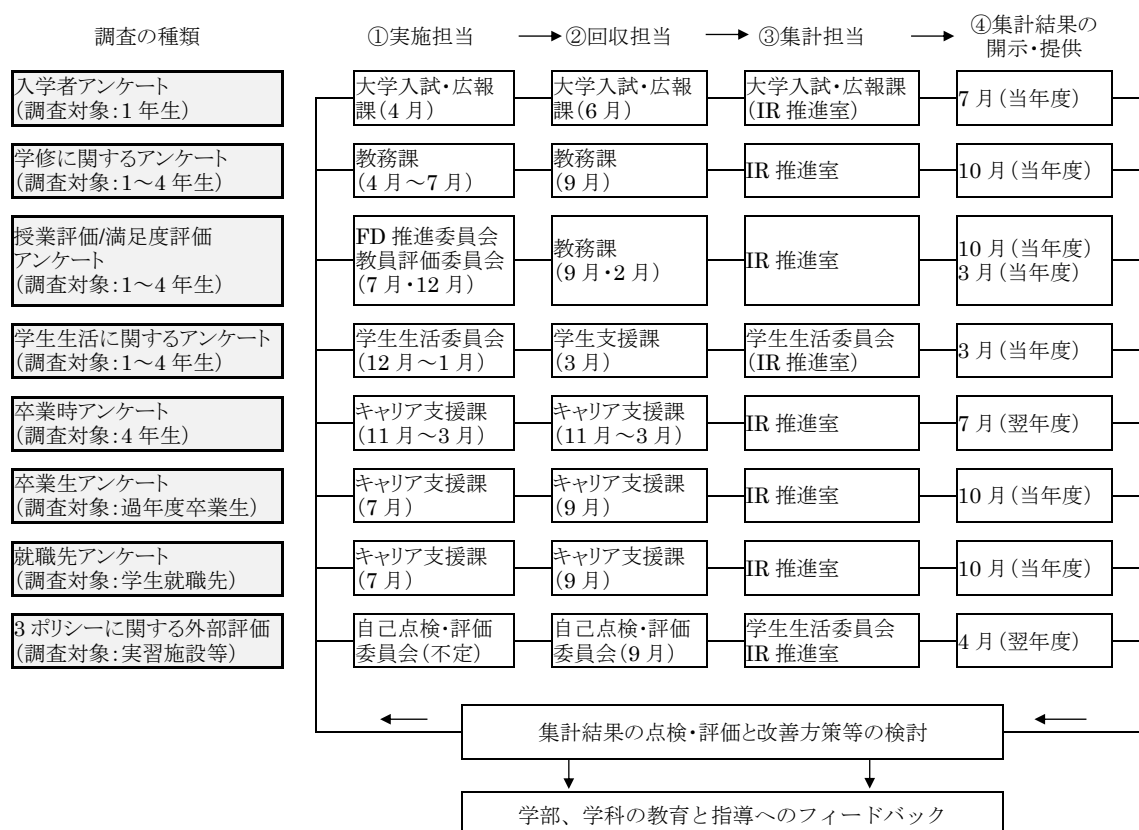 調査の種類
①実施担当
②回収担当
③集計担当
④集計結果の
開示・提供
入学者アンケート
(調査対象:1年生)
大学入試・広報
課(4月)
大学入試・広報
課(6月)
大学入試・広報課
(IR 推進室)
7月(当年度)
学修に関するアンケート
(調査対象:1～4年生)
教務課
(4月～7月)
教務課
(9月)
IR 推進室
10月(当年度)
授業評価/満足度評価
アンケート
(調査対象:1～4年生)
FD 推進委員会
教員評価委員会
(7月・12月)
教務課
(9月・2月)
IR 推進室
10月(当年度)
3月(当年度)
学生生活に関するアンケート
(調査対象:1～4年生)
学生生活委員会
(12月～1月)
学生支援課
(3月)
学生生活委員会
(IR 推進室)
3月(当年度)
卒業時アンケート
(調査対象:4年生)
キャリア支援課
(11月～3月)
キャリア支援課
(11月～3月)
IR 推進室
7月(翌年度)
卒業生アンケート
(調査対象:過年度卒業生)
キャリア支援課
(7月)
キャリア支援課
(9月)
IR 推進室
10月(当年度)
就職先アンケート
(調査対象:学生就職先)
キャリア支援課
(7月)
キャリア支援課
(9月)
IR 推進室
10月(当年度)
3ポリシーに関する外部評価
(調査対象:実習施設等)
自己点検・評価
委員会(不定)
自己点検・評価
委員会(9月)
学生生活委員会
IR 推進室
4月(翌年度)
集計結果の点検・評価と改善方策等の検討
学部、学科の教育と指導へのフィードバック